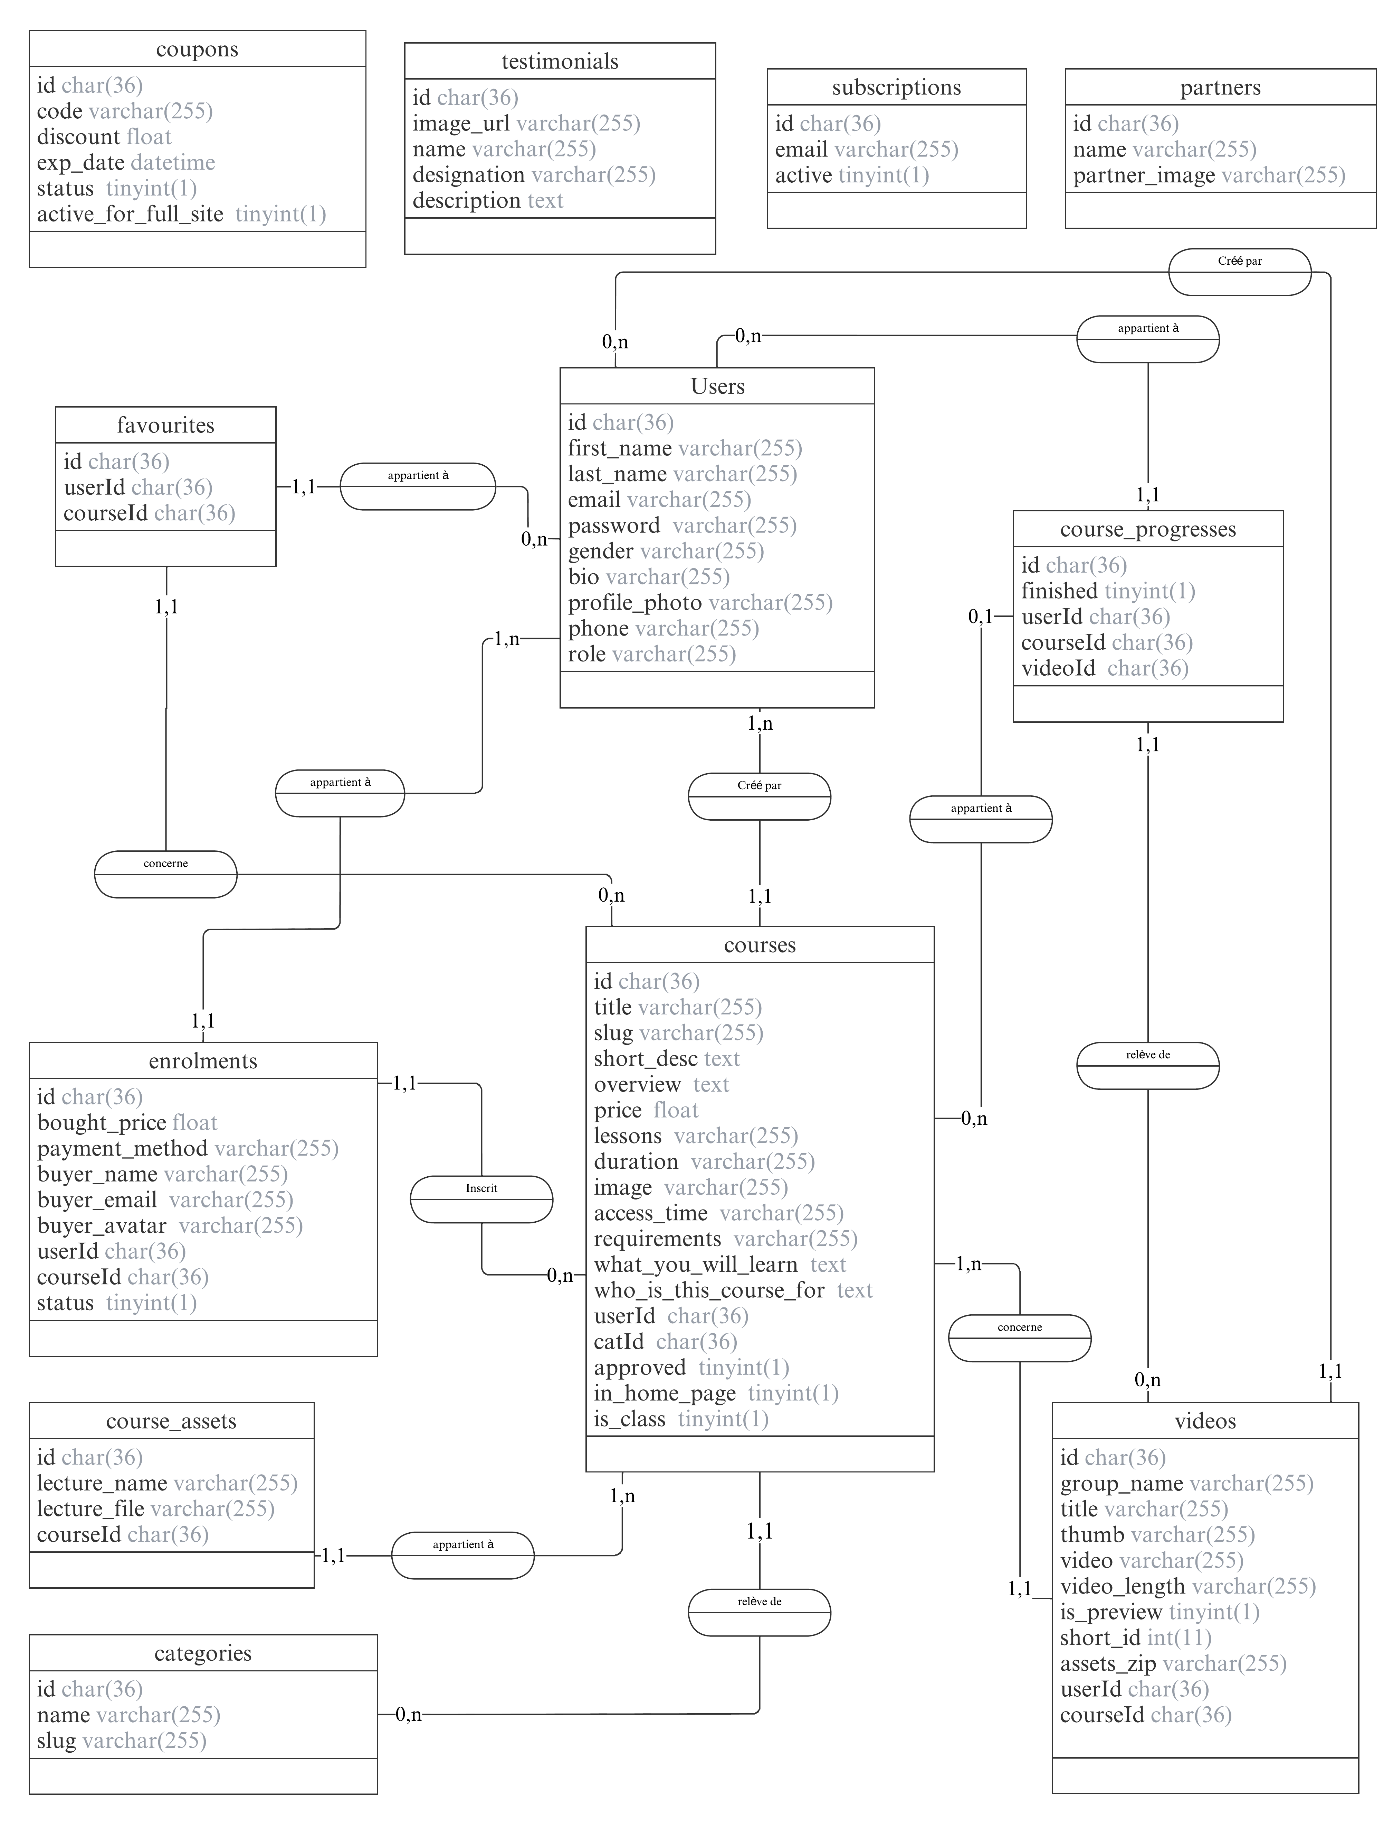 coupons
id char(36)
code varchar(255)
discount float
exp_date datetime
status tinyint(1)
active_for_full_site tinyint(1)
testimonials
id char(36)
image_url varchar(255)
name varchar(255)
designation varchar(255)
description text
subscriptions
id char(36)
email varchar(255)
active tinyint(1)
partners
id char(36)
name varchar(255)
partner_image varchar(255)
Créé par
0,n
0,n
appartient à
Users
id char(36)
first_name varchar(255)
last_name varchar(255)
email varchar(255)
password varchar(255)
gender varchar(255)
bio varchar(255)
profile_photo varchar(255)
phone varchar(255)
role varchar(255)
favourites
id char(36)
userId char(36)
courseId char(36)
1,1
appartient à
0,n
1,1
course_progresses
id char(36)
finished tinyint(1)
userId char(36)
courseId char(36)
videoId char(36)
1,1
1,n
0,1
1,n
1,1
appartient à
Créé par
appartient à
concerne
0,n
1,1
courses
id char(36)
title varchar(255)
slug varchar(255)
short_desc text
overview text
price float
lessons varchar(255)
duration varchar(255)
image varchar(255)
access_time varchar(255)
requirements varchar(255)
what_you_will_learn text
who_is_this_course_for text
userId char(36)
catId char(36)
approved tinyint(1)
in_home_page tinyint(1)
is_class tinyint(1)
1,1
enrolments
id char(36)
bought_price float
payment_method varchar(255)
buyer_name varchar(255)
buyer_email varchar(255)
buyer_avatar varchar(255)
userId char(36)
courseId char(36)
status tinyint(1)
1,1
Inscrit
0,n
0,n
relève de
1,n
concerne
0,n
1,1
1,1
course_assets
id char(36)
lecture_name varchar(255)
lecture_file varchar(255)
courseId char(36)
1,1
appartient à
1,n
1,1
relève de
videos
id char(36)
group_name varchar(255)
title varchar(255)
thumb varchar(255)
video varchar(255)
video_length varchar(255)
is_preview tinyint(1)
short_id int(11)
assets_zip varchar(255)
userId char(36)
courseId char(36)
categories
id char(36)
name varchar(255)
slug varchar(255)
0,n